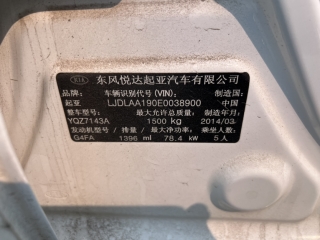 KIA
东风悦达起亚汽车有限公司
品牌: 车辆识别代号(VIN): 制造国:
起亚 LJDLAA190E0038900 中国
整车型号: 最大允许总质量: 制造年月:
YQZ7143A 1500 kg 2014/03
发动机型号 / 排量 / 最大净功率: 乘坐人数:
G4FA 1396 ml 78.4 kW 5人